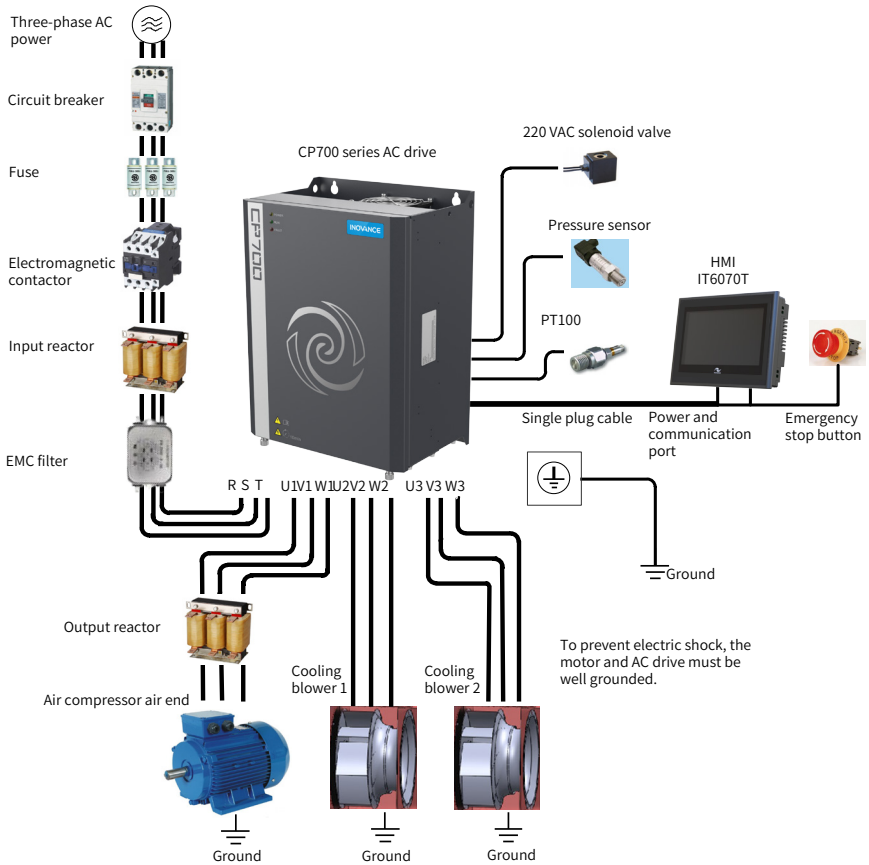 Three-phase AC
power
Circuit breaker
Fuse
Electromagnetic
contactor
Input reactor
EMC filter
CP700 series AC drive
CP700
INOVANCE
220 VAC solenoid valve
Pressure sensor
PT100
HMI
IT6070T
Single plug cable
Power and
communication
port
Emergency
stop button
R S T
U1V1 W1U2V2 W2
U3 V3 W3
Ground
Output reactor
To prevent electric shock, the
motor and AC drive must be
well grounded.
Cooling
blower 1
Cooling
blower 2
Air compressor air end
Ground
Ground
Ground